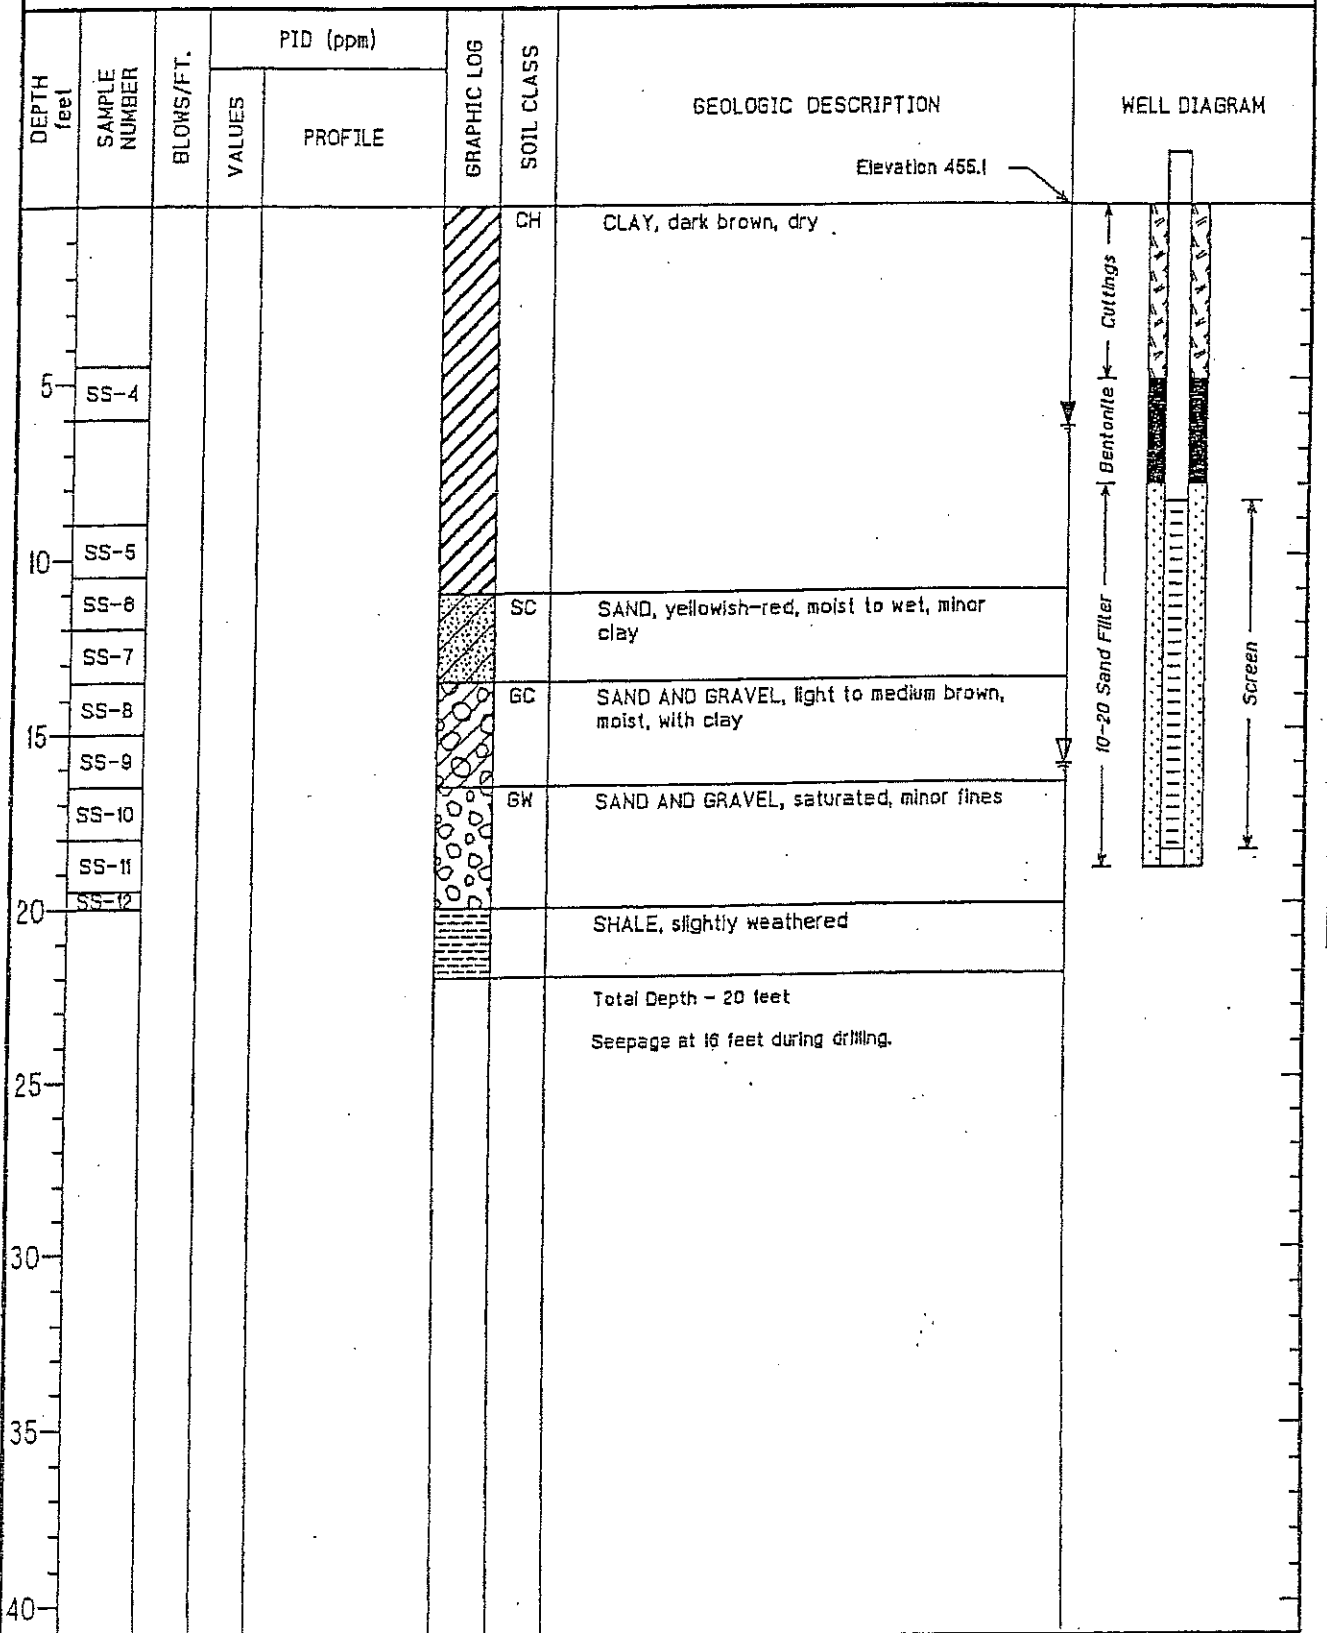 DEPTH
feet
SAMPLE
NUMBER
BLOWS/FT.
PID (ppm)
VALUES
PROFILE
GRAPHIC LOG
SOIL CLASS
GEOLOGIC DESCRIPTION
WELL DIAGRAM
Elevation 455.1
CH
CLAY, dark brown, dry
Cuttings
5
SS-4
Bentonite
10
SS-5
SS-6
SC
SAND, yellowish-red, moist to wet, minor
clay
10-20 Sand Filter
Screen
SS-7
SS-8
GC
SAND AND GRAVEL, light to medium brown,
moist, with clay
15
SS-9
SS-10
GW
SAND AND GRAVEL, saturated, minor fines
SS-11
SS-12
20
SHALE, slightly weathered
Total Depth - 20 feet
Seepage at 16 feet during drilling.
25
30
35
40